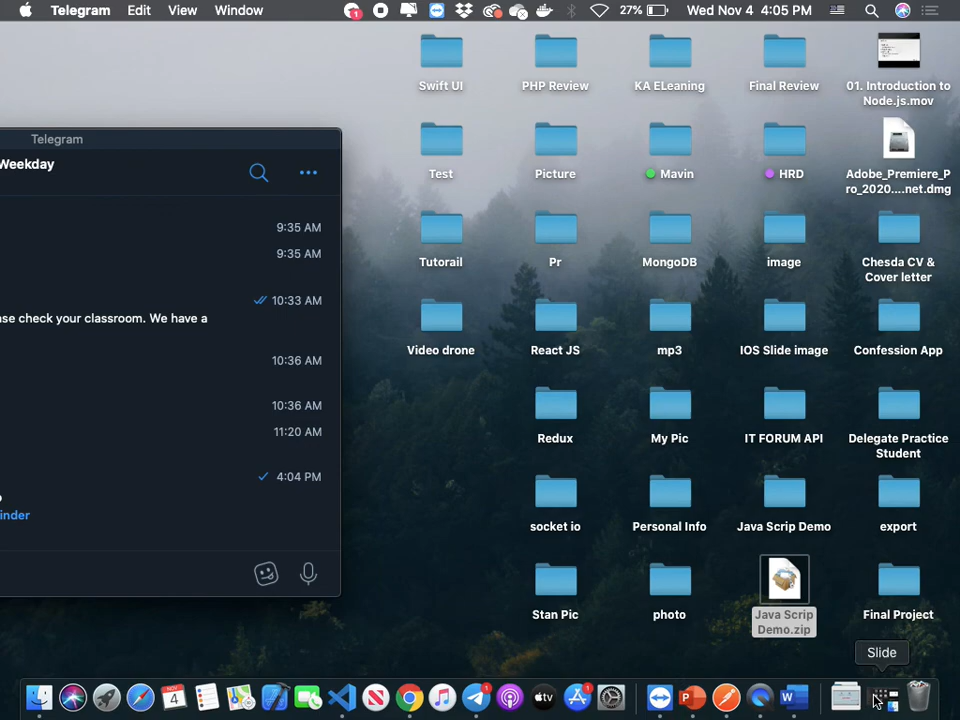 Telegram Edit View Window 1 27% Wed Nov 4 4:05 PM
Swift UI
PHP Review
KA ELeaning
Final Review
01. Introduction to
Node.js.mov
Telegram
Weekday
Test
Picture
Mavin
HRD
Adobe_Premiere_P
ro_2020....net.dmg
9:35 AM
9:35 AM
Tutorail
Pr
MongoDB
image
Chesda CV &
Cover letter
10:33 AM
ase check your classroom. We have a
10:36 AM
Video drone
React JS
mp3
IOS Slide image
Confession App
10:36 AM
11:20 AM
Redux
My Pic
IT FORUM API
Delegate Practice
Student
4:04 PM
inder
socket io
Personal Info
Java Scrip Demo
export
Stan Pic
photo
Java Scrip
Demo.zip
Final Project
Slide
NOV
4
1
tv
1
P
W